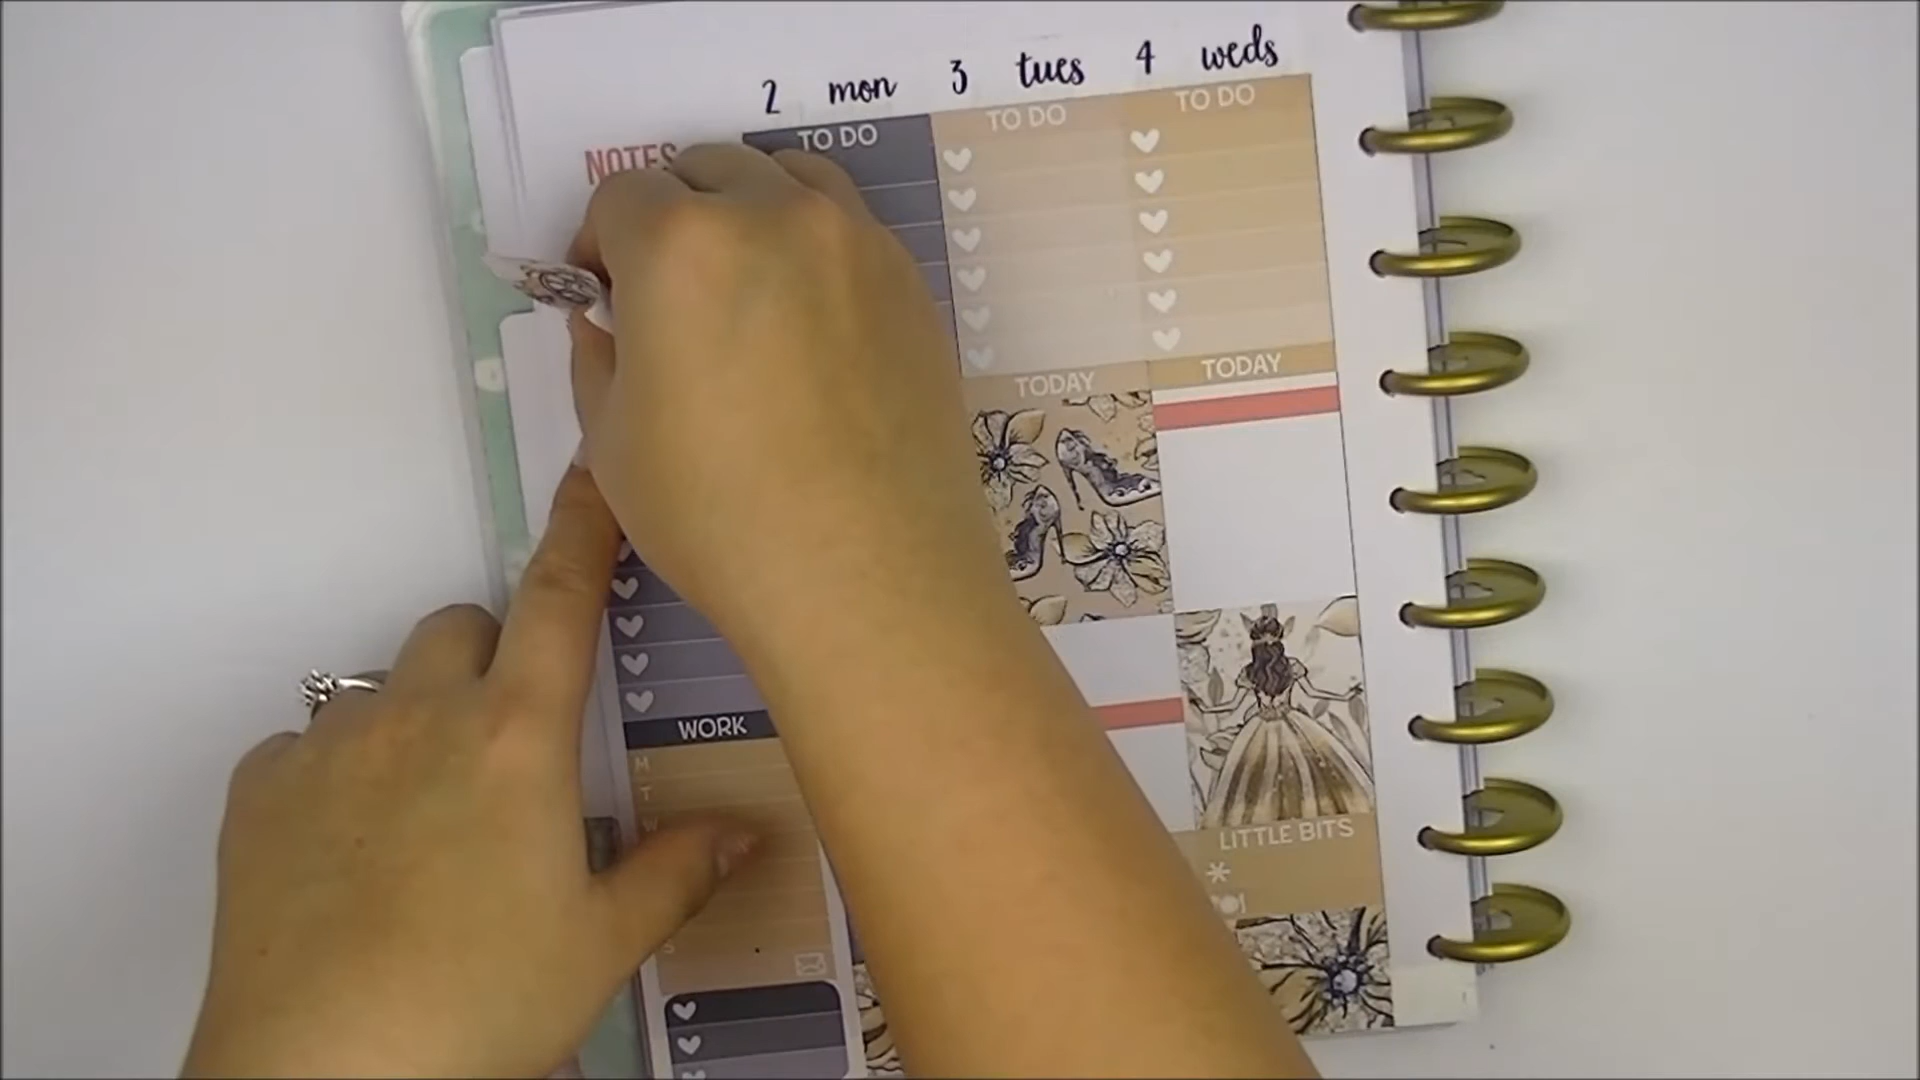 2 mon 3 tues 4 weds
NOTES
TO DO TO DO TO DO
TODAY TODAY
WORK
M
T
W
S
LITTLE BITS